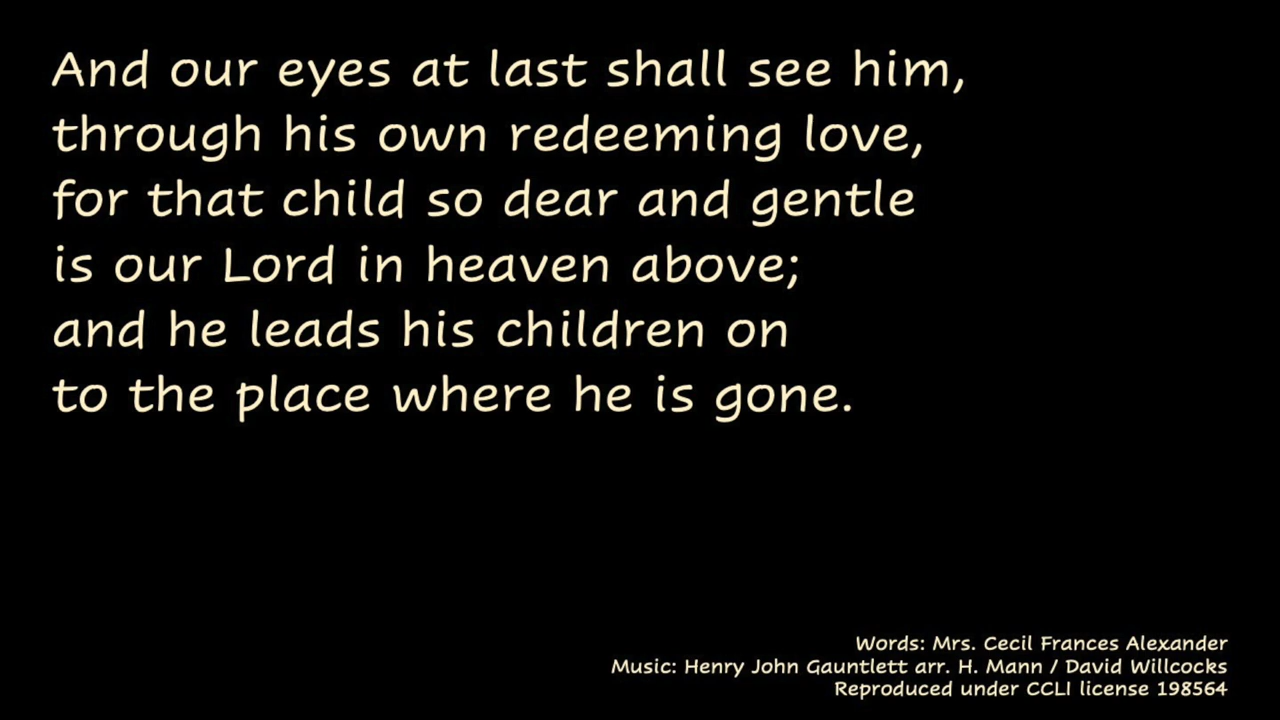 And our eyes at last shall see him,
through his own redeeming love,
for that child so dear and gentle
is our Lord in heaven above;
and he leads his children on
to the place where he is gone.
Words: Mrs. Cecil Frances Alexander
Music: Henry John Gauntlett arr. H. Mann / David Willcocks
Reproduced under CCLI license 198564